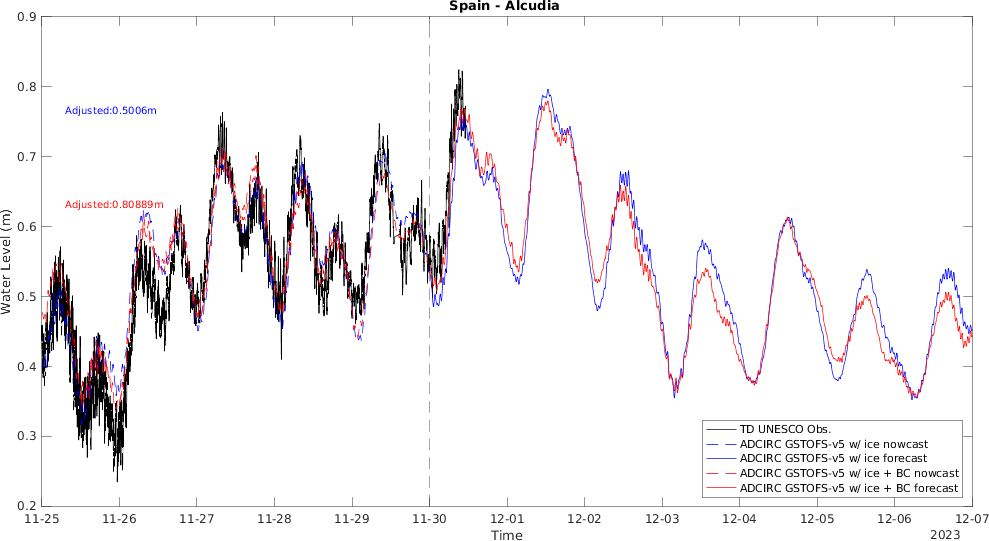 Spain - Alcudia
0.9
0.8
0.7
0.6
0.5
0.4
0.3
0.2
Water Level (m)
Adjusted:0.5006m
Adjusted:0.80889m
TD UNESCO Obs.
ADCIRC GSTOFS-v5 w/ ice nowcast
ADCIRC GSTOFS-v5 w/ ice forecast
ADCIRC GSTOFS-v5 w/ ice + BC nowcast
ADCIRC GSTOFS-v5 w/ ice + BC forecast
11-25 11-26 11-27 11-28 11-29 11-30 12-01 12-02 12-03 12-04 12-05 12-06 12-07
Time
2023